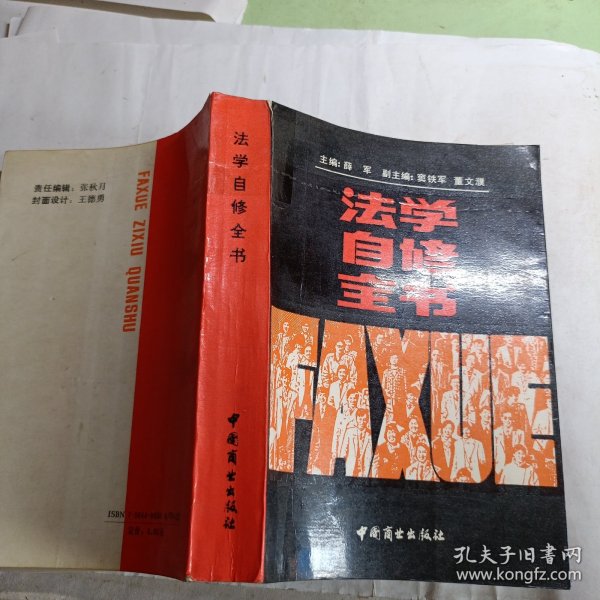 责任编辑：张秋月
封面设计：王德勇
FAXUE ZIXIU QUANSHU
ISBN
法学自修全书
中国商业出版社
主编：薛 军 副主编：窦铁军 董文濮
法学
自修
全书
FAXUE
中国商业出版社
孔夫子旧书网
www.kongfz.com